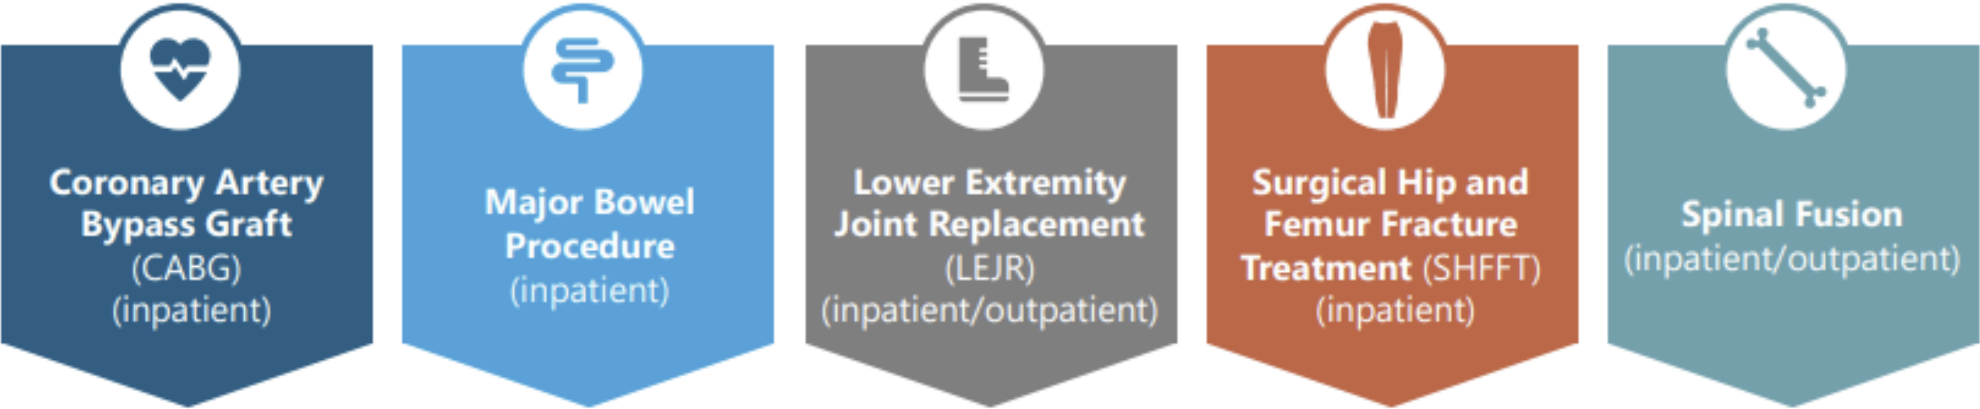 Coronary Artery
Bypass Graft
(CABG)
(inpatient)
Major Bowel
Procedure
(inpatient)
Lower Extremity
Joint Replacement
(LEJR)
(inpatient/outpatient)
Surgical Hip and
Femur Fracture
Treatment (SHFFT)
(inpatient)
Spinal Fusion
(inpatient/outpatient)